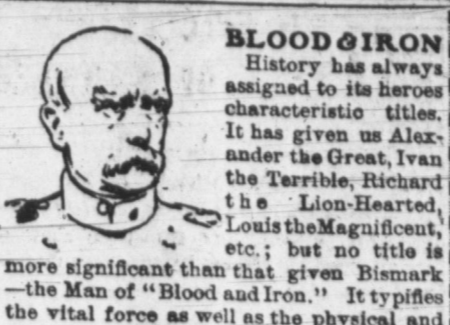 BLOOD & IRON
History has always
assigned to its heroes
characteristic titles.
It has given us Alex-
ander the Great, Ivan
the Terrible, Richard
the Lion-Hearted,
Louis the Magnificent,
etc.; but no title is
more significant than that given Bismark
—the Man of "Blood and Iron." It typifies
the vital force as well as the physical and